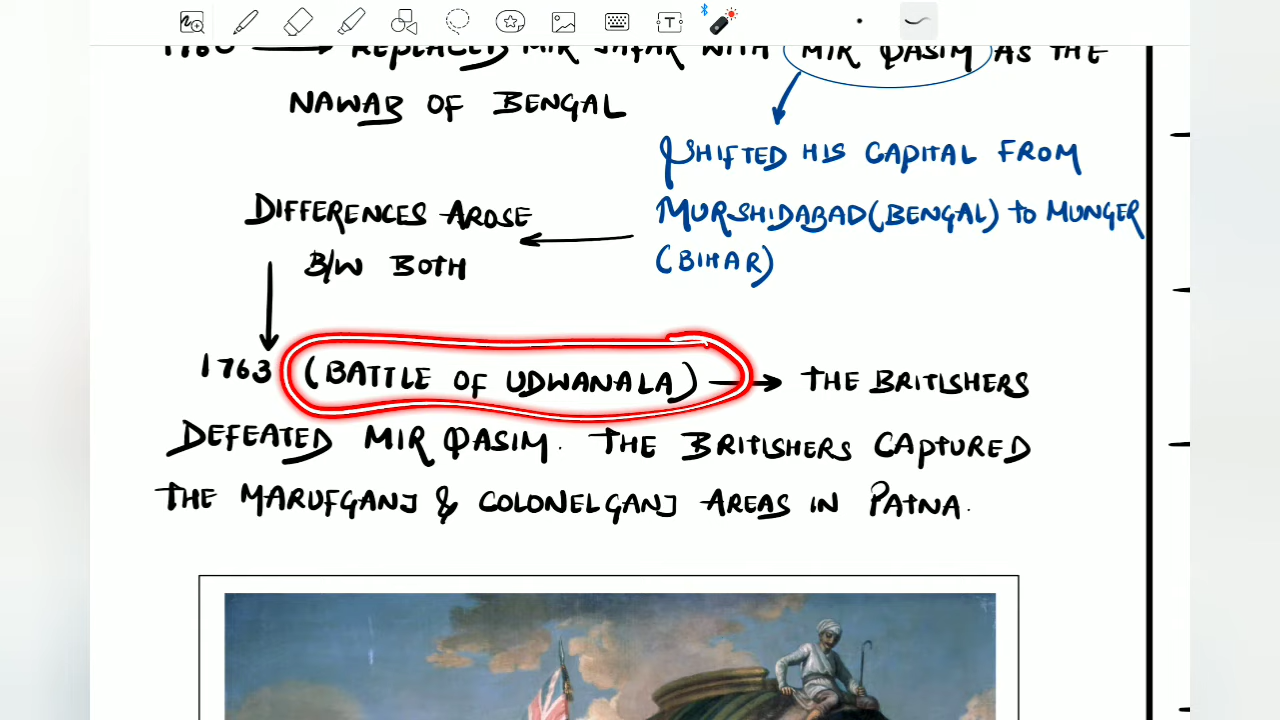 1760 → REPLACED MIR JAFAR WITH MIR QASIM AS THE
NAWAB OF BENGAL
SHIFTED HIS CAPITAL FROM
MURSHIDABAD (BENGAL) to MUNGER
(BIHAR)
DIFFERENCES AROSE
B/W BOTH
1763 (BATTLE OF UDWANALA) → THE BRITISHERS
DEFEATED MIR QASIM. THE BRITISHERS CAPTURED
THE MARUFGANJ & COLONELGANJ AREAS IN PATNA.